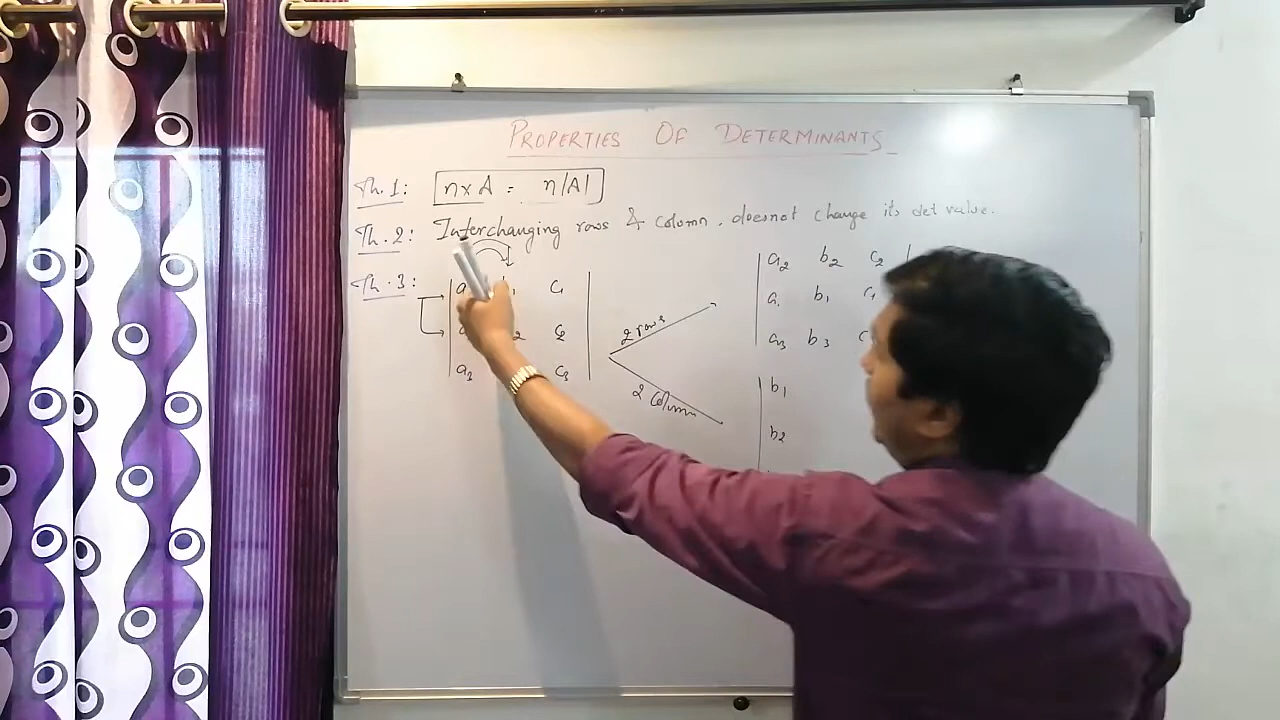 PROPERTIES OF DETERMINANTS
Th.1: n×A = n|A|
Th.2: Interchanging rows & column. doesnot change its det value.
Th.3:
a c₁
c₂
a₃ c₃
2 rows
2 column
a₂ b₂ c₂
a₁ b₁ c₁
a₃ b₃ c
b₁
b₂